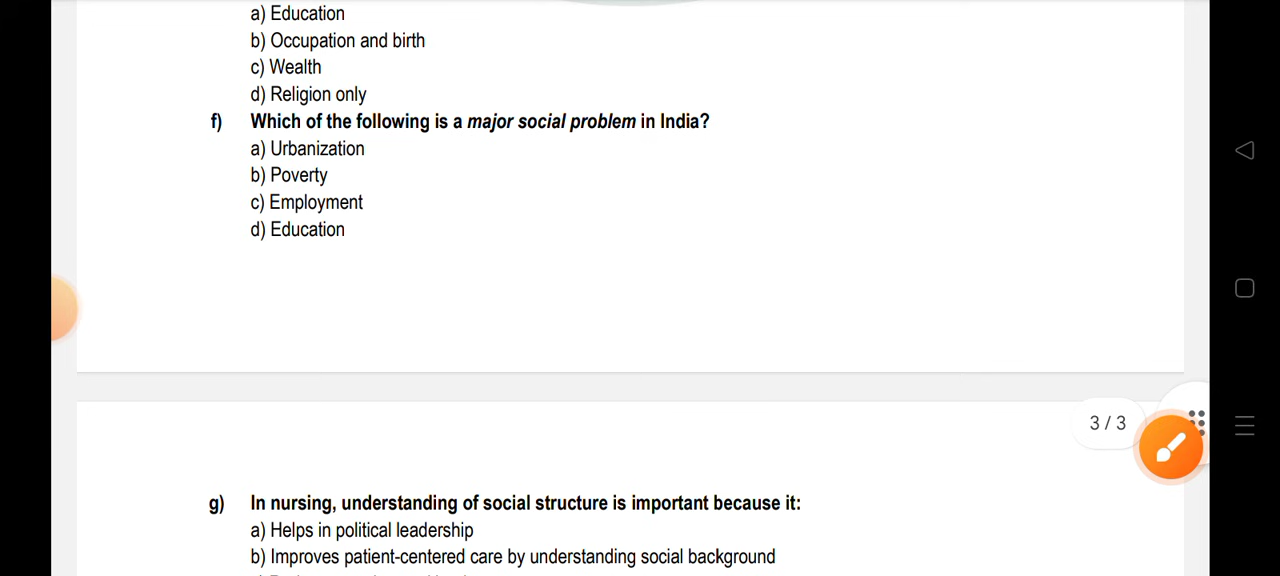 a) Education
b) Occupation and birth
c) Wealth
d) Religion only
f) Which of the following is a major social problem in India?
a) Urbanization
b) Poverty
c) Employment
d) Education
3 / 3
g) In nursing, understanding of social structure is important because it:
a) Helps in political leadership
b) Improves patient-centered care by understanding social background